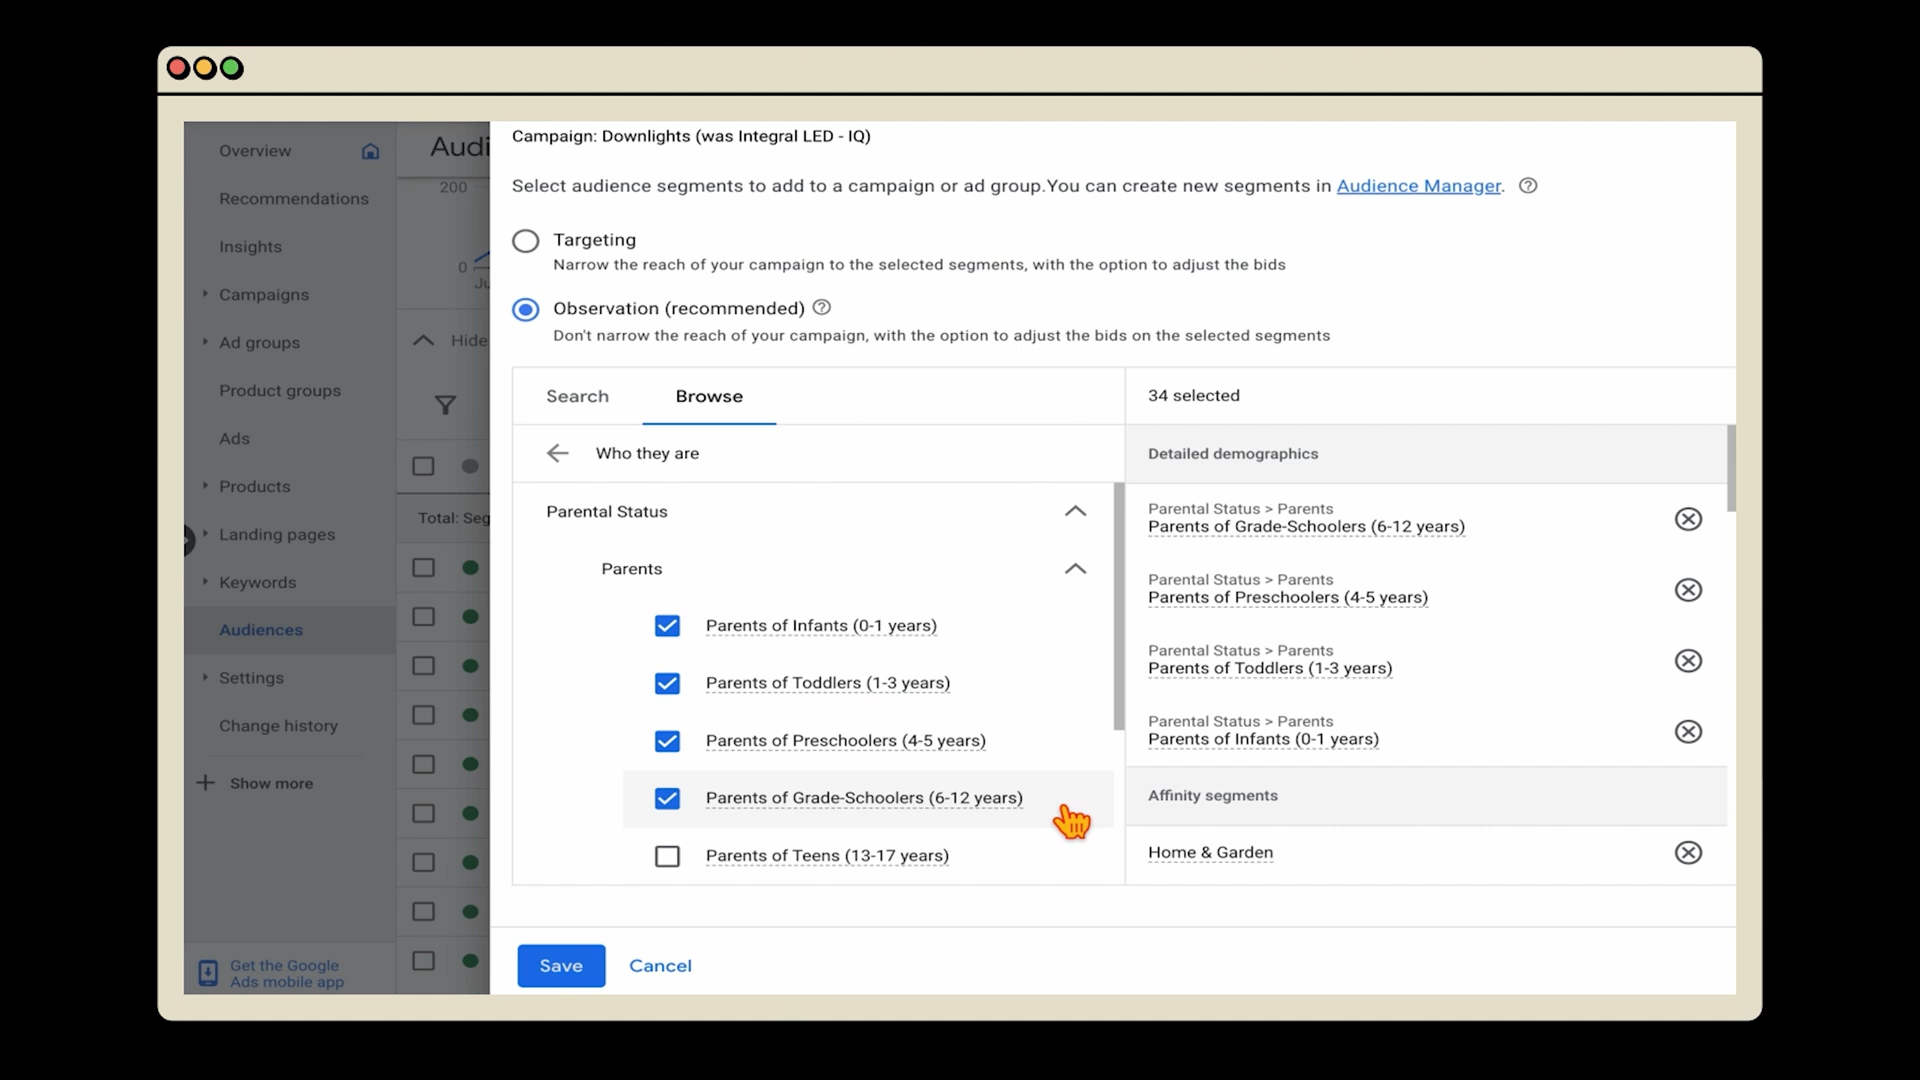 Overview
Recommendations
Insights
Campaigns
Ad groups
Product groups
Ads
Products
Landing pages
Keywords
Audiences
Settings
Change history
Show more
Get the Google
Ads mobile app
Audi
200
0
Ju
Hide
Total: Seg
Campaign: Downlights (was Integral LED - IQ)
Select audience segments to add to a campaign or ad group.You can create new segments in Audience Manager.
Targeting
Narrow the reach of your campaign to the selected segments, with the option to adjust the bids
Observation (recommended)
Don't narrow the reach of your campaign, with the option to adjust the bids on the selected segments
Search
Browse
Who they are
Parental Status
Parents
Parents of Infants (0-1 years)
Parents of Toddlers (1-3 years)
Parents of Preschoolers (4-5 years)
Parents of Grade-Schoolers (6-12 years)
Parents of Teens (13-17 years)
34 selected
Detailed demographics
Parental Status > Parents
Parents of Grade-Schoolers (6-12 years)
Parental Status > Parents
Parents of Preschoolers (4-5 years)
Parental Status > Parents
Parents of Toddlers (1-3 years)
Parental Status > Parents
Parents of Infants (0-1 years)
Affinity segments
Home & Garden
Save
Cancel